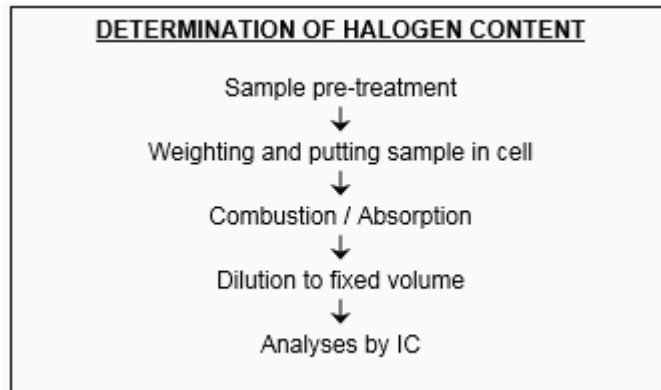 DETERMINATION OF HALOGEN CONTENT
Sample pre-treatment
↓
Weighting and putting sample in cell
↓
Combustion / Absorption
↓
Dilution to fixed volume
↓
Analyses by IC